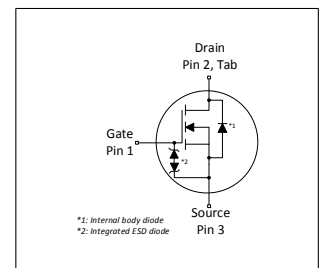 Drain
Pin 2, Tab
*1
Gate
Pin 1
*2
Source
Pin 3
*1: Internal body diode
*2: Integrated ESD diode